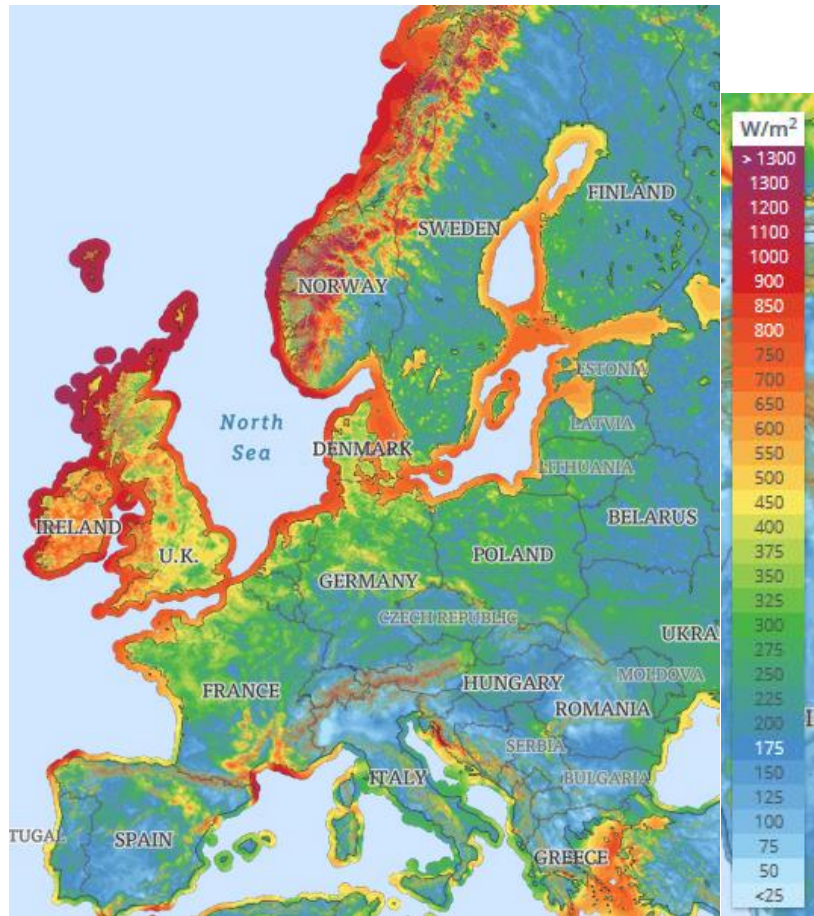 FINLAND
SWEDEN
NORWAY
North
Sea
ESTONIA
LATVIA
DENMARK
LITHUANIA
IRELAND
BELARUS
U.K.
POLAND
GERMANY
CZECH REPUBLIC
UKRA
MOLDOVA
HUNGARY
FRANCE
ROMANIA
SERBIA
ITALY
BULGARIA
TUGAL
SPAIN
GREECE
W/m²
> 1300
1300
1200
1100
1000
900
850
800
750
700
650
600
550
500
450
400
375
350
325
300
275
250
225
200
175
150
125
100
75
50
<25